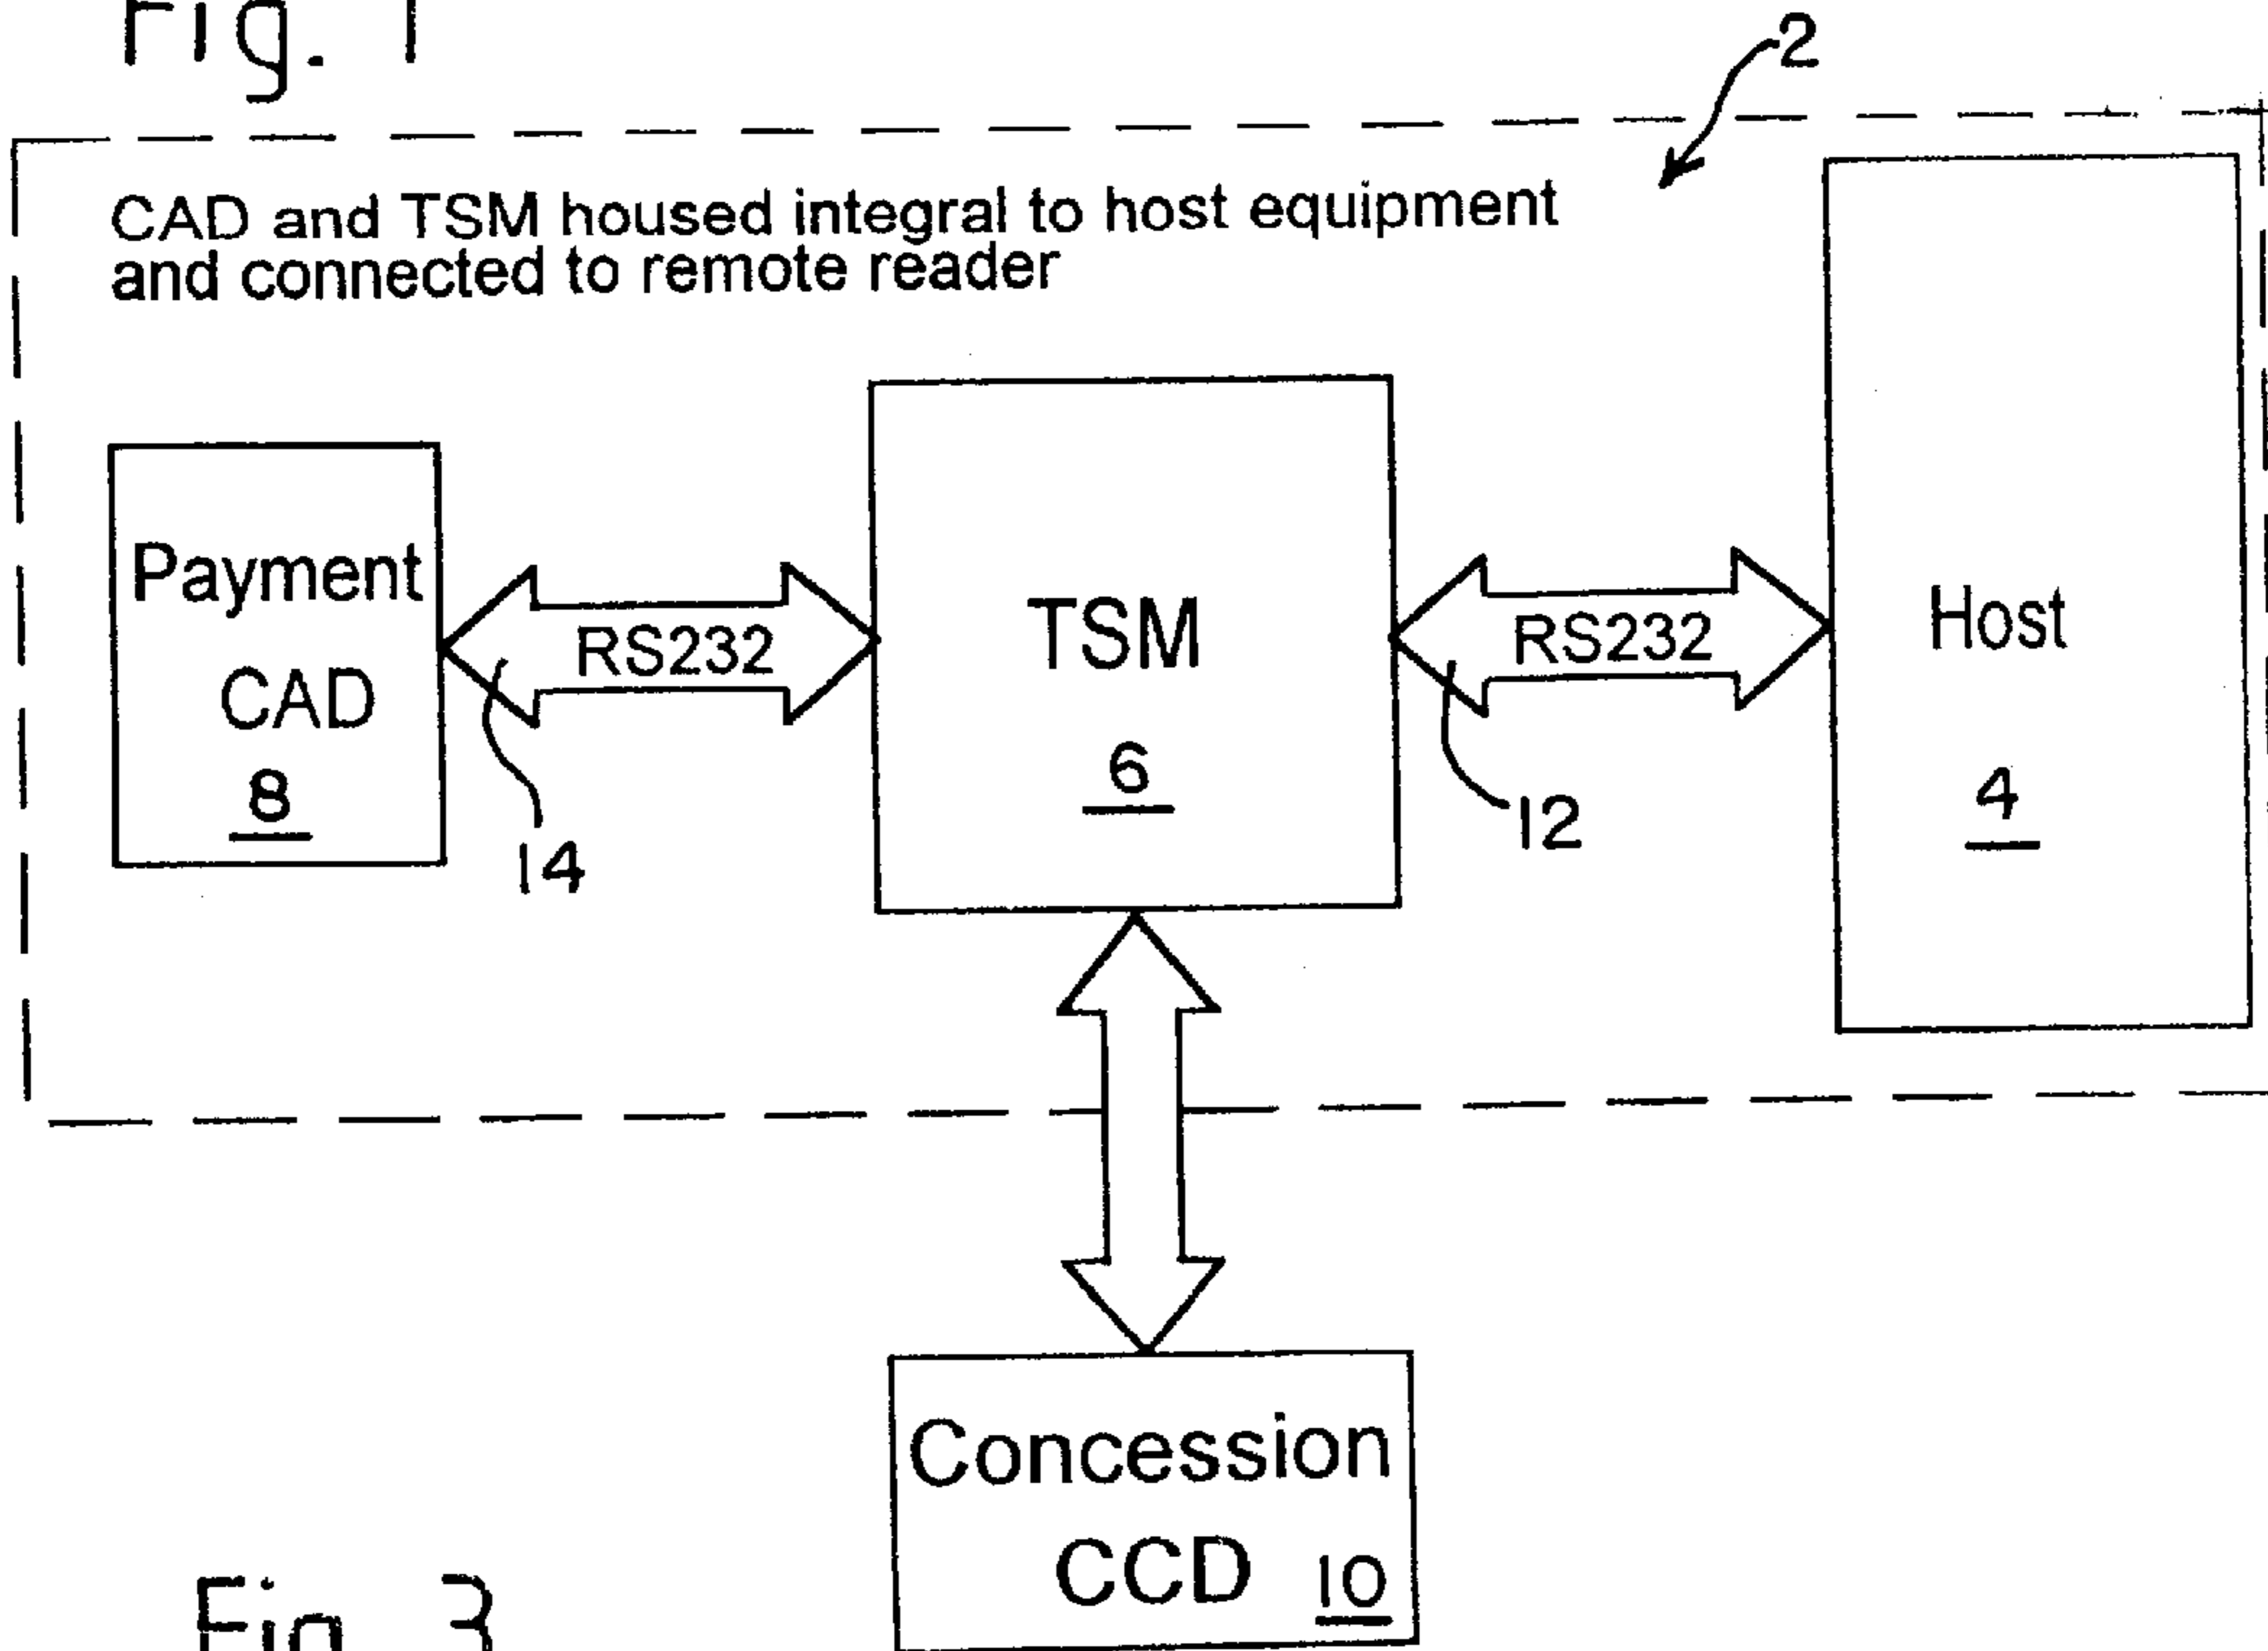 Fig. 1
2
CAD and TSM housed integral to host equipment
and connected to remote reader
Payment
CAD
8
RS232
14
TSM
6
RS232
12
Host
4
Concession
CCD 10
Fig. 3